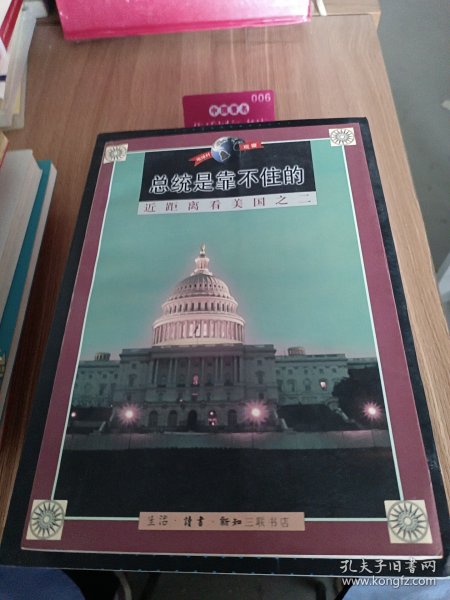 006
总统是靠不住的
近距离看美国之二
生活·讀書·新知三联书店
孔夫子旧书网
www.kongfz.com